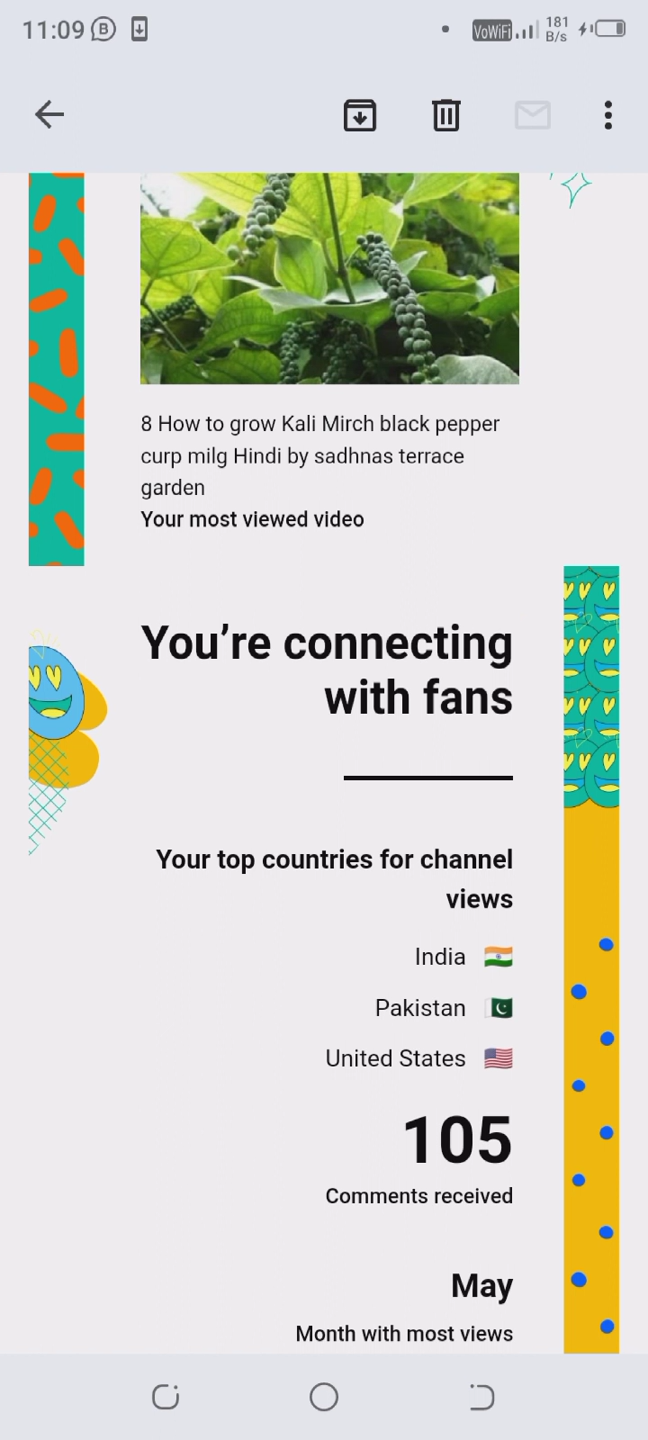 11:09
VoWiFi
181
B/s
8 How to grow Kali Mirch black pepper
curp milg Hindi by sadhnas terrace
garden
Your most viewed video
You’re connecting
with fans
Your top countries for channel
views
India 🇮🇳
Pakistan 🇵🇰
United States 🇺🇸
105
Comments received
May
Month with most views